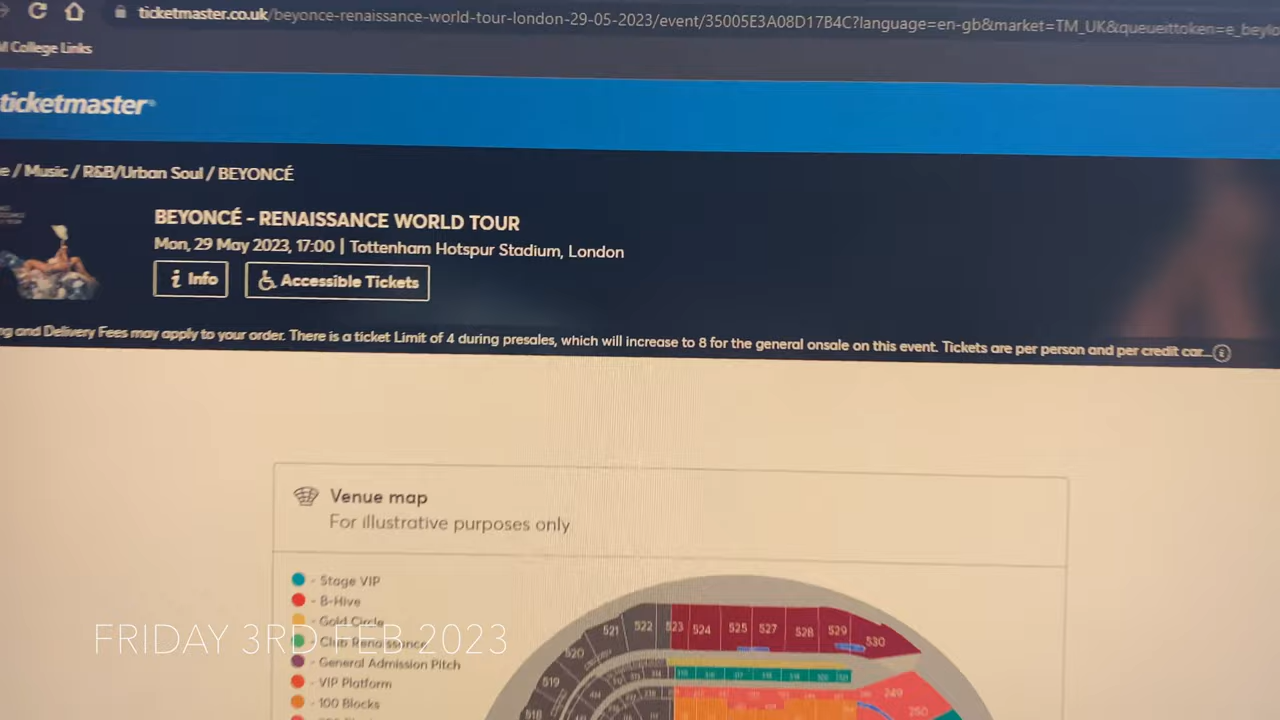 ticketmaster.co.uk/beyonce-renaissance-world-tour-london-29-05-2023/event/35005E3A08D17B4C?language=en-gb&market=TM_UK&queueittoken=e_beylo
College Links
ticketmaster
/ Music / R&B/Urban Soul / BEYONCÉ
BEYONCÉ - RENAISSANCE WORLD TOUR
Mon, 29 May 2023, 17:00 | Tottenham Hotspur Stadium, London
i Info
Accessible Tickets
and Delivery Fees may apply to your order. There is a ticket Limit of 4 during presales, which will increase to 8 for the general onsale on this event. Tickets are per person and per credit car...
Venue map
For illustrative purposes only
- Stage VIP
- B-Hive
- Gold Circle
- Club Renaissance
- General Admission Pitch
- VIP Platform
- 100 Blocks
518 519 520 521 522 523 524 525 527 528 529 530
249
250
FRIDAY 3RD FEB 2023